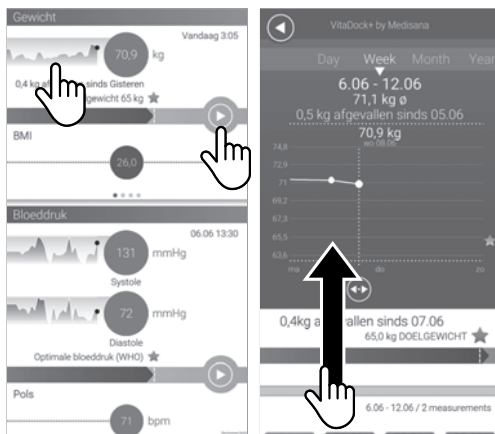 Gewicht
Vandaag 3:05
70,9 kg
0,4 kg af sinds Gisteren
gewicht 65 kg
BMI
26,0
Bloeddruk
06.06 13:30
131 mmHg
Systole
72 mmHg
Diastole
Optimale bloeddruk (WHO)
Pols
71 bpm
VitaDock+ by Medisana
Day Week Month Year
6.06 - 12.06
71,1 kg ø
0,5 kg afgevallen sinds 05.06
70,9 kg
wo 08.06
74,8
72,9
71
69,2
67,3
65,5
63,6
ma do zo
0,4kg a vallen sinds 07.06
65,0 kg DOELGEWICHT
6.06 - 12.06 / 2 measurements